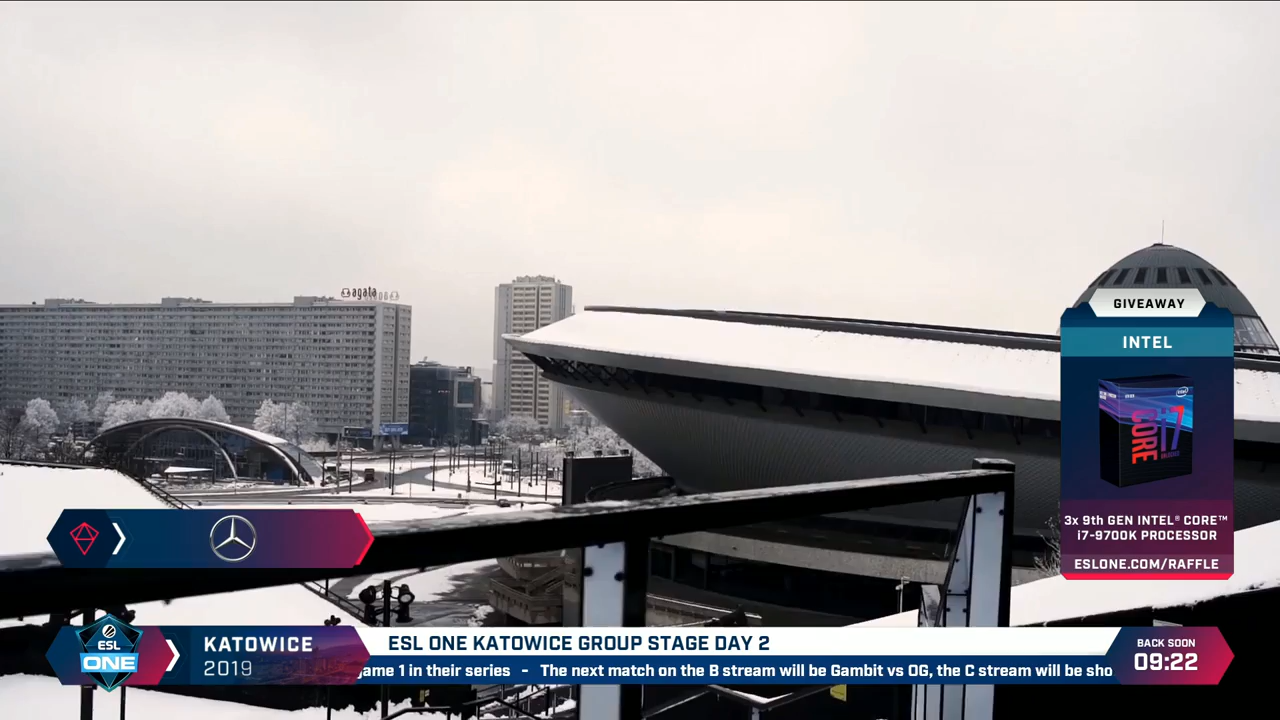 agata
GIVEAWAY
INTEL
intel
CORE i7
3x 9th GEN INTEL® CORE™
i7-9700K PROCESSOR
ESLONE.COM/RAFFLE
ESL
ONE
KATOWICE
2019
ESL ONE KATOWICE GROUP STAGE DAY 2
ame 1 in their series - The next match on the B stream will be Gambit vs OG, the C stream will be sho
BACK SOON
09:22